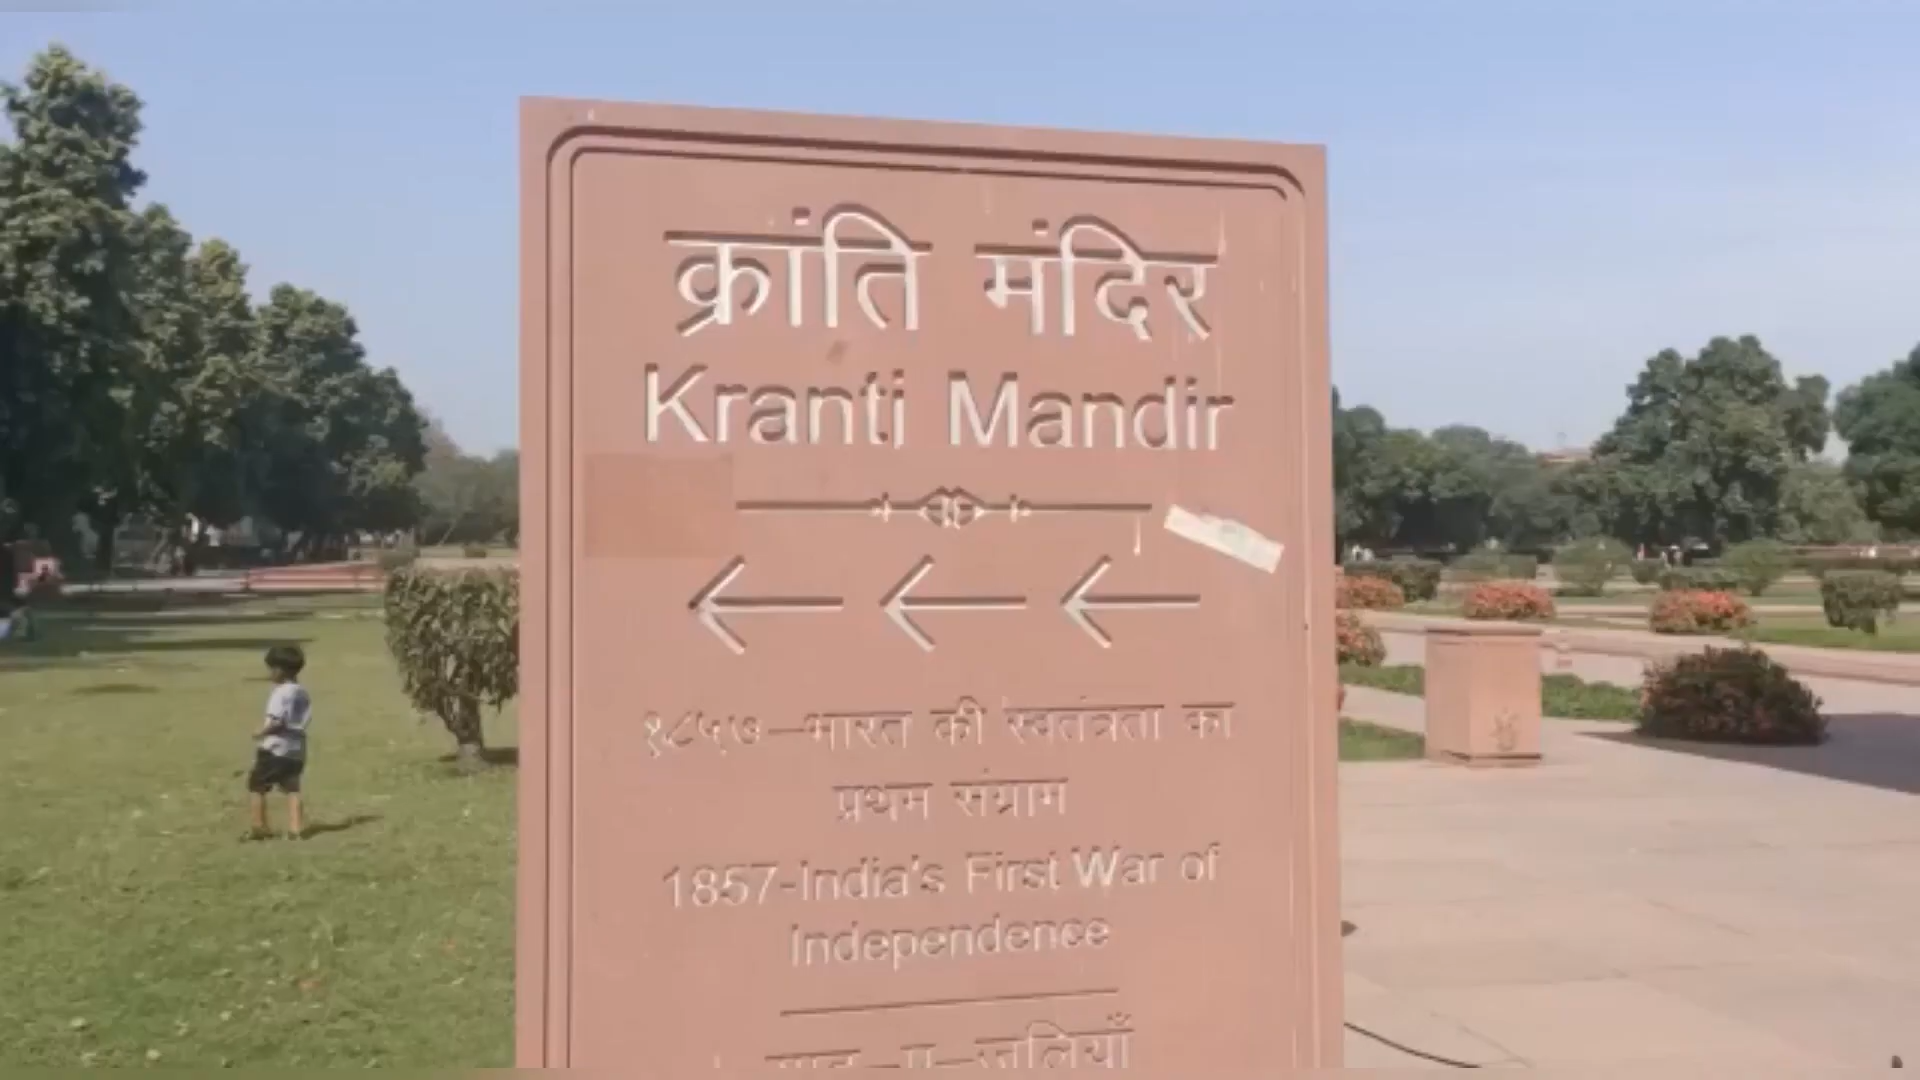 क्रांति मंदिर
Kranti Mandir
१८५७–भारत की स्वतंत्रता का
प्रथम संग्राम
1857-India's First War of
Independence